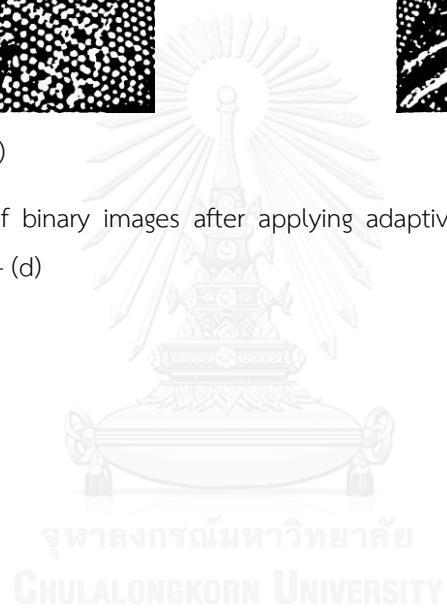 )
f binary images after applying adaptiv
- (d)
จุฬาลงกรณ์มหาวิทยาลัย
CHULALONGKORN UNIVERSITY